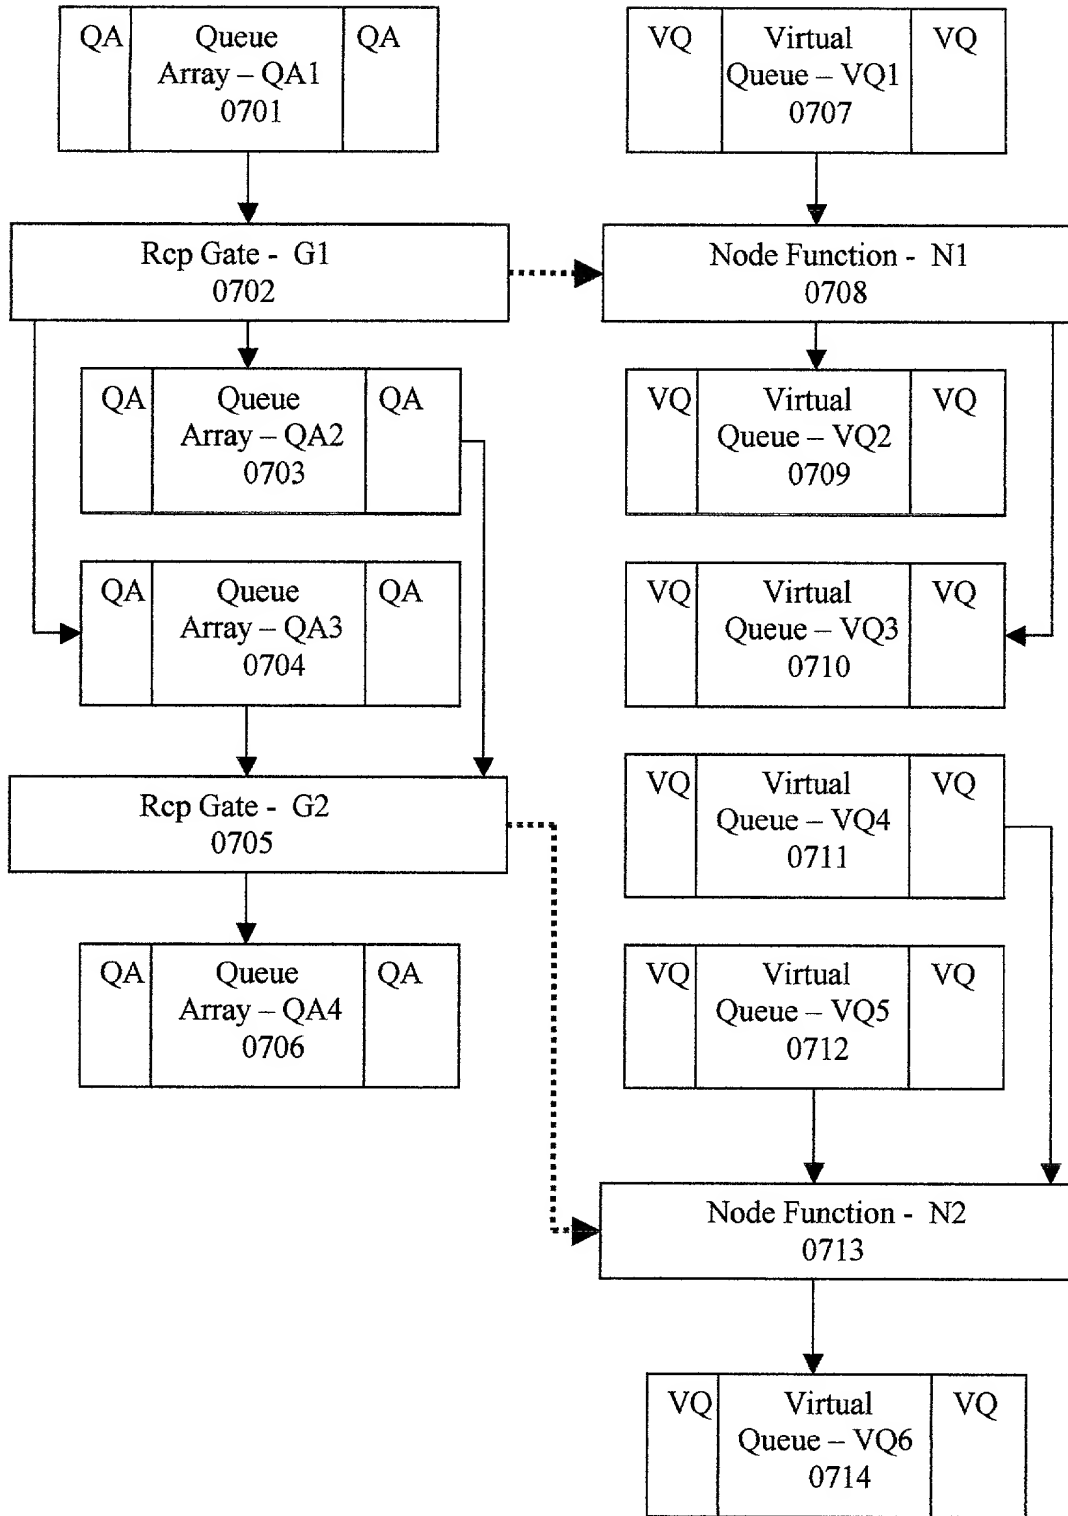 QA
Queue
Array – QA1
0701
QA
VQ
Virtual
Queue – VQ1
0707
VQ
Rcp Gate - G1
0702
Node Function - N1
0708
QA
Queue
Array – QA2
0703
QA
VQ
Virtual
Queue – VQ2
0709
VQ
QA
Queue
Array – QA3
0704
QA
VQ
Virtual
Queue – VQ3
0710
VQ
Rcp Gate - G2
0705
VQ
Virtual
Queue – VQ4
0711
VQ
QA
Queue
Array – QA4
0706
QA
VQ
Virtual
Queue – VQ5
0712
VQ
Node Function - N2
0713
VQ
Virtual
Queue – VQ6
0714
VQ